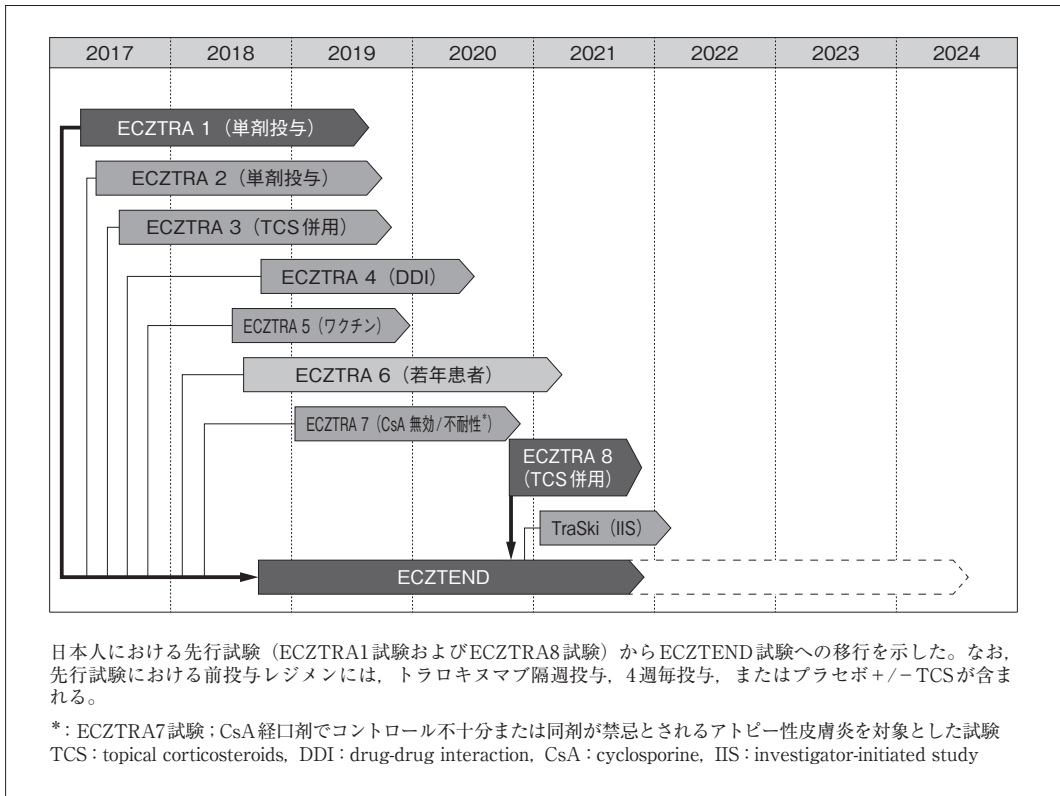 2017 2018 2019 2020 2021 2022 2023 2024
ECZTRA 1（単剤投与）
ECZTRA 2（単剤投与）
ECZTRA 3（TCS併用）
ECZTRA 4（DDI）
ECZTRA 5（ワクチン）
ECZTRA 6（若年患者）
ECZTRA 7（CsA 無効/不耐性*）
ECZTRA 8
（TCS併用）
TraSki（IIS）
ECZTEND
日本人における先行試験（ECZTRA1試験およびECZTRA8試験）からECZTEND試験への移行を示した。なお，
先行試験における前投与レジメンには，トラロキヌマブ隔週投与，4週毎投与，またはプラセボ+/−TCSが含ま
れる。
*：ECZTRA7試験；CsA経口剤でコントロール不十分または同剤が禁忌とされるアトピー性皮膚炎を対象とした試験
TCS：topical corticosteroids, DDI：drug-drug interaction, CsA：cyclosporine, IIS：investigator-initiated study